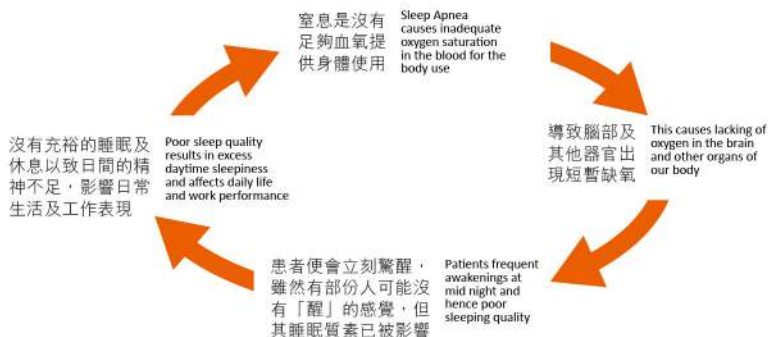 窒息是沒有
足夠血氧提
供身體使用
Sleep Apnea
causes inadequate
oxygen saturation
in the blood for the
body use
導致腦部及
其他器官出
現短暫缺氧
This causes lacking of
oxygen in the brain
and other organs of
our body
患者便會立刻驚醒，
雖然有部份人可能沒
有「醒」的感覺，但
其睡眠質素已被影響
Patients frequent
awakenings at
mid night and
hence poor
sleeping quality
沒有充裕的睡眠及
休息以致日間的精
神不足，影響日常
生活及工作表現
Poor sleep quality
results in excess
daytime sleepiness
and affects daily life
and work performance